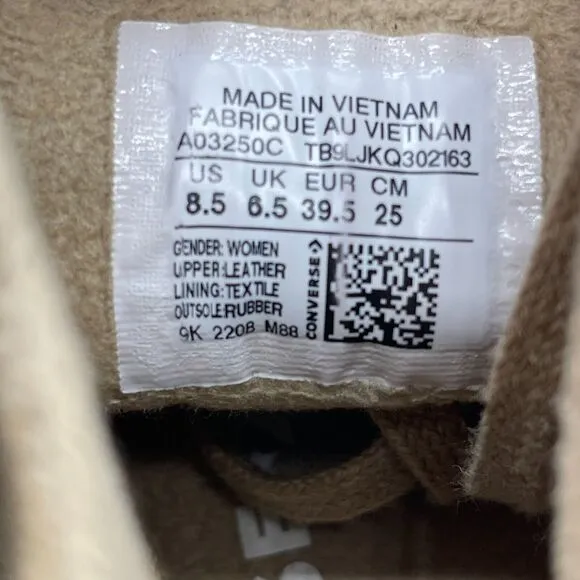 MADE IN VIETNAM
FABRIQUE AU VIETNAM
A03250C TB9LJKQ302163
US UK EUR CM
8.5 6.5 39.5 25
GENDER: WOMEN
UPPER:LEATHER
LINING:TEXTILE
OUTSOLE:RUBBER
9K 2208 M88
CONVERSE